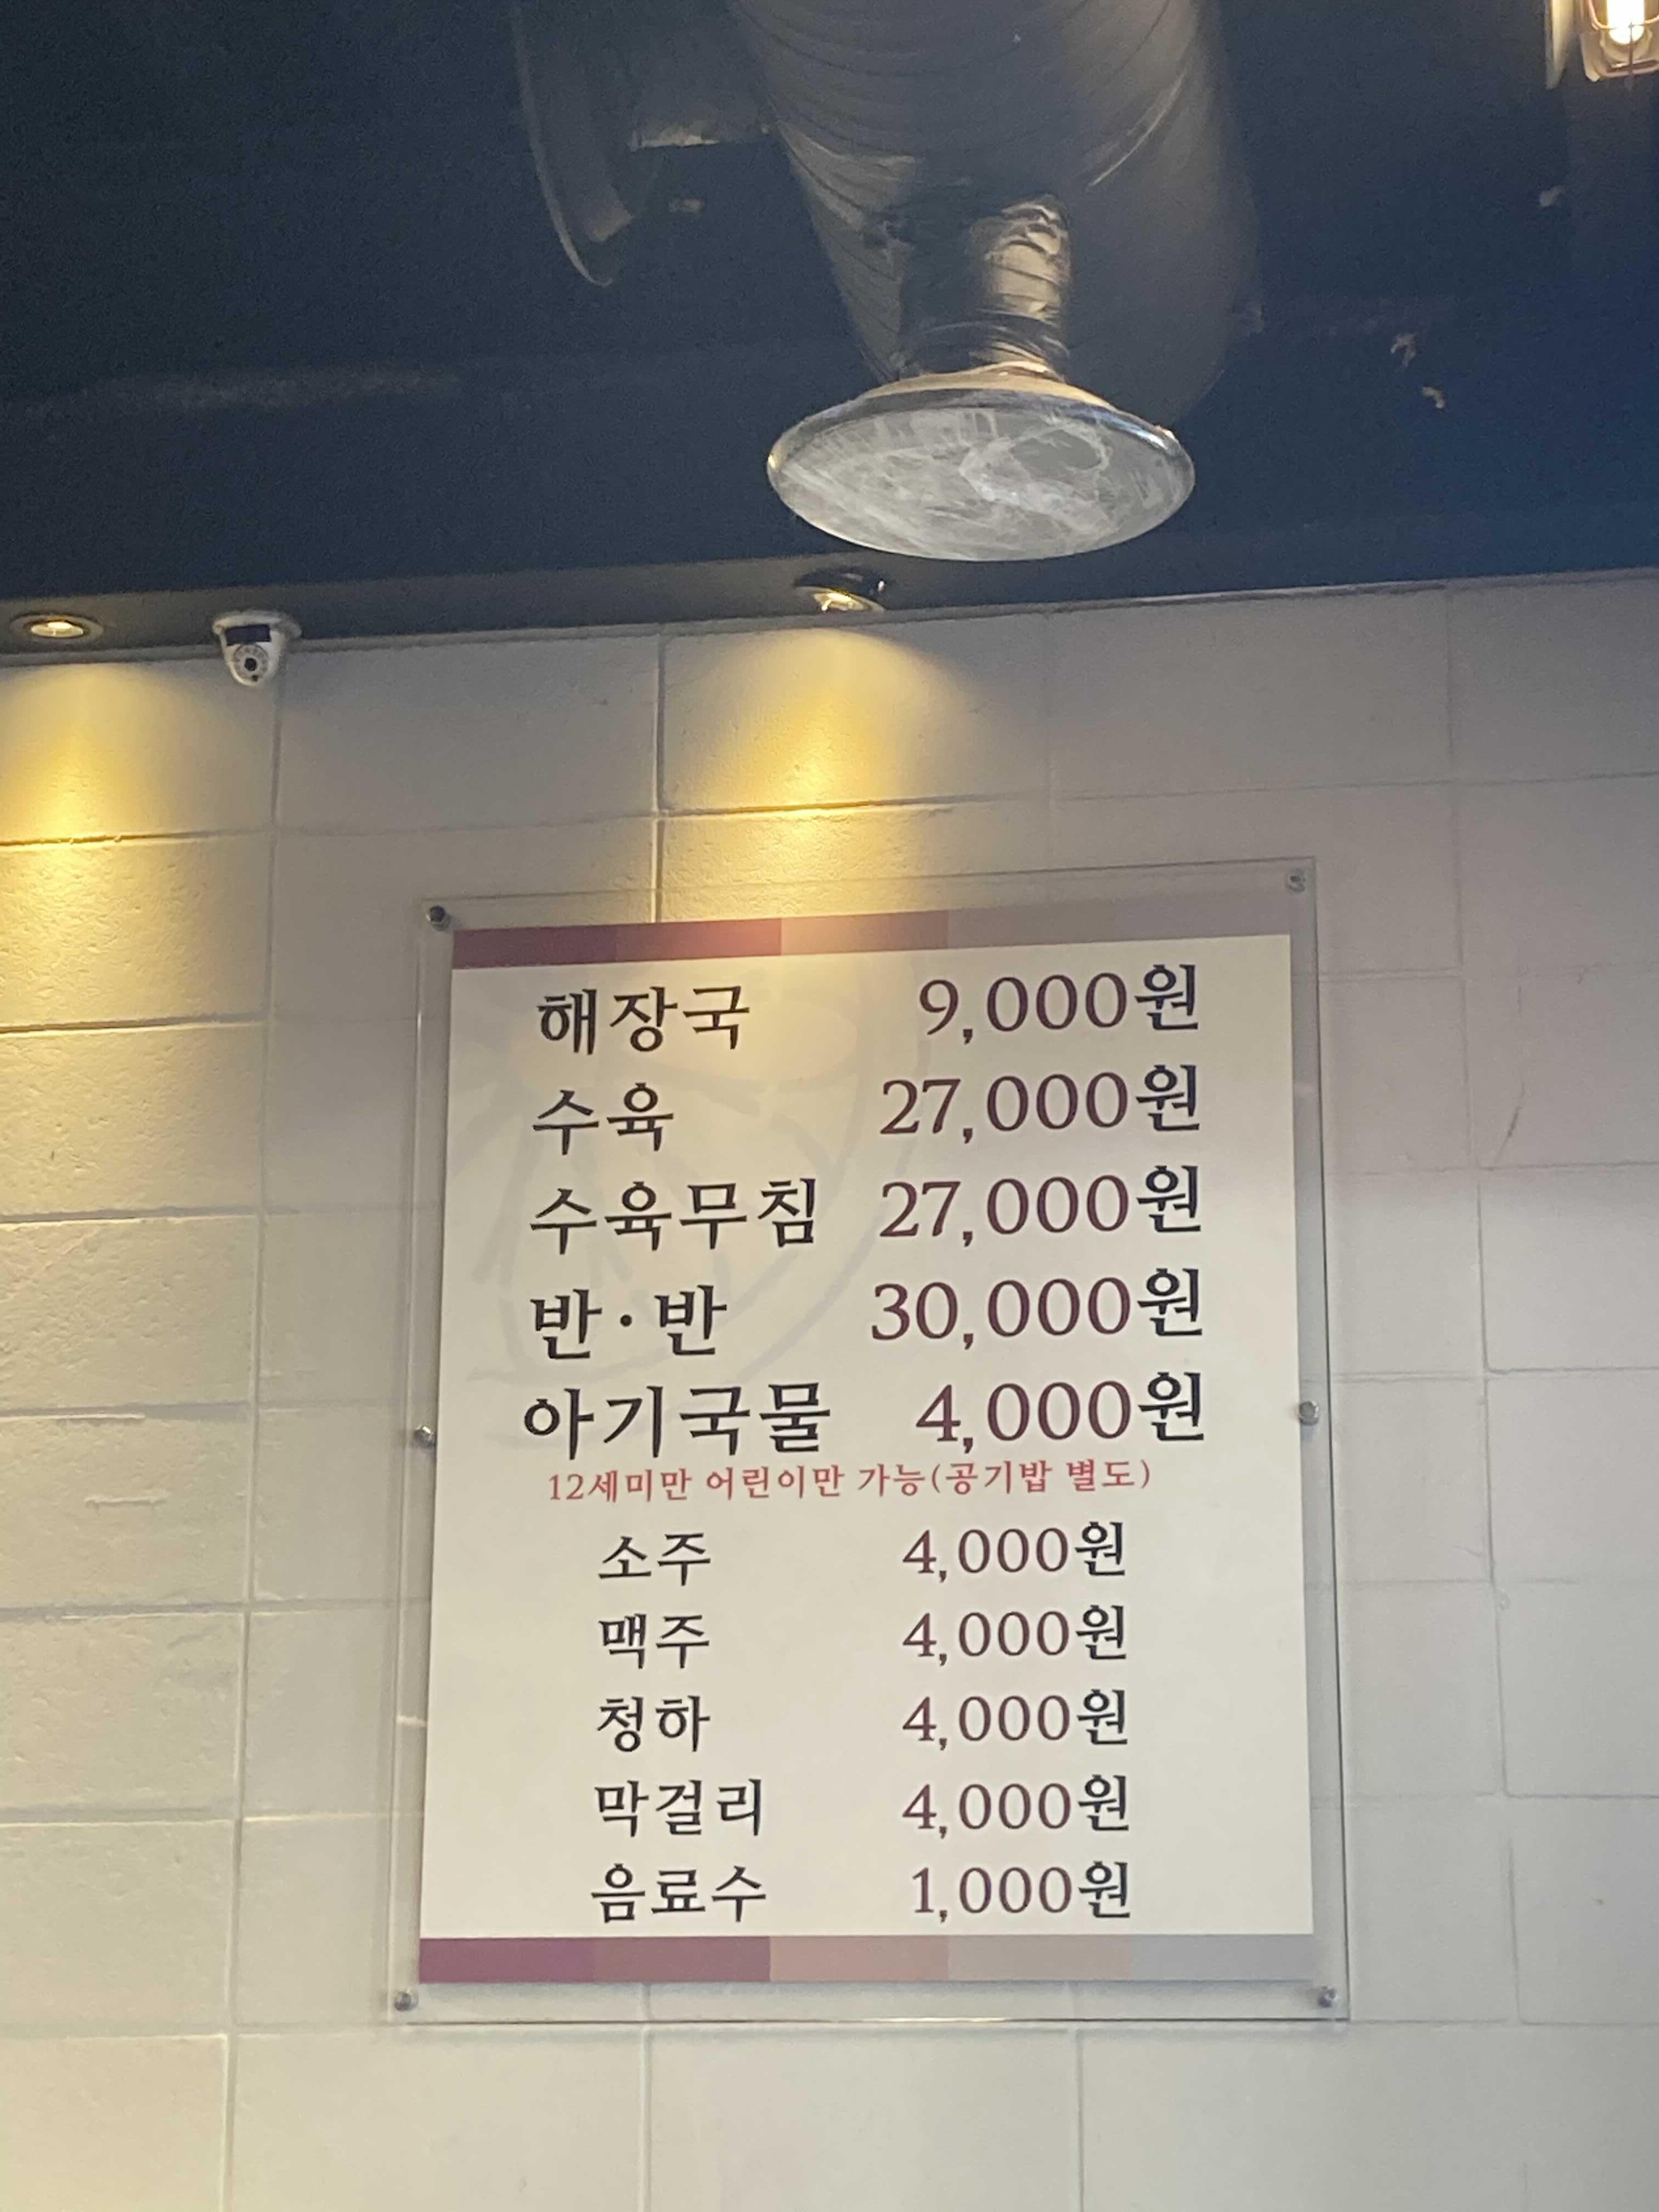 해장국 9,000원
수육 27,000원
수육무침 27,000원
반·반 30,000원
아기국물 4,000원
12세미만 어린이만 가능(공기밥 별도)
소주 4,000원
맥주 4,000원
청하 4,000원
막걸리 4,000원
음료수 1,000원